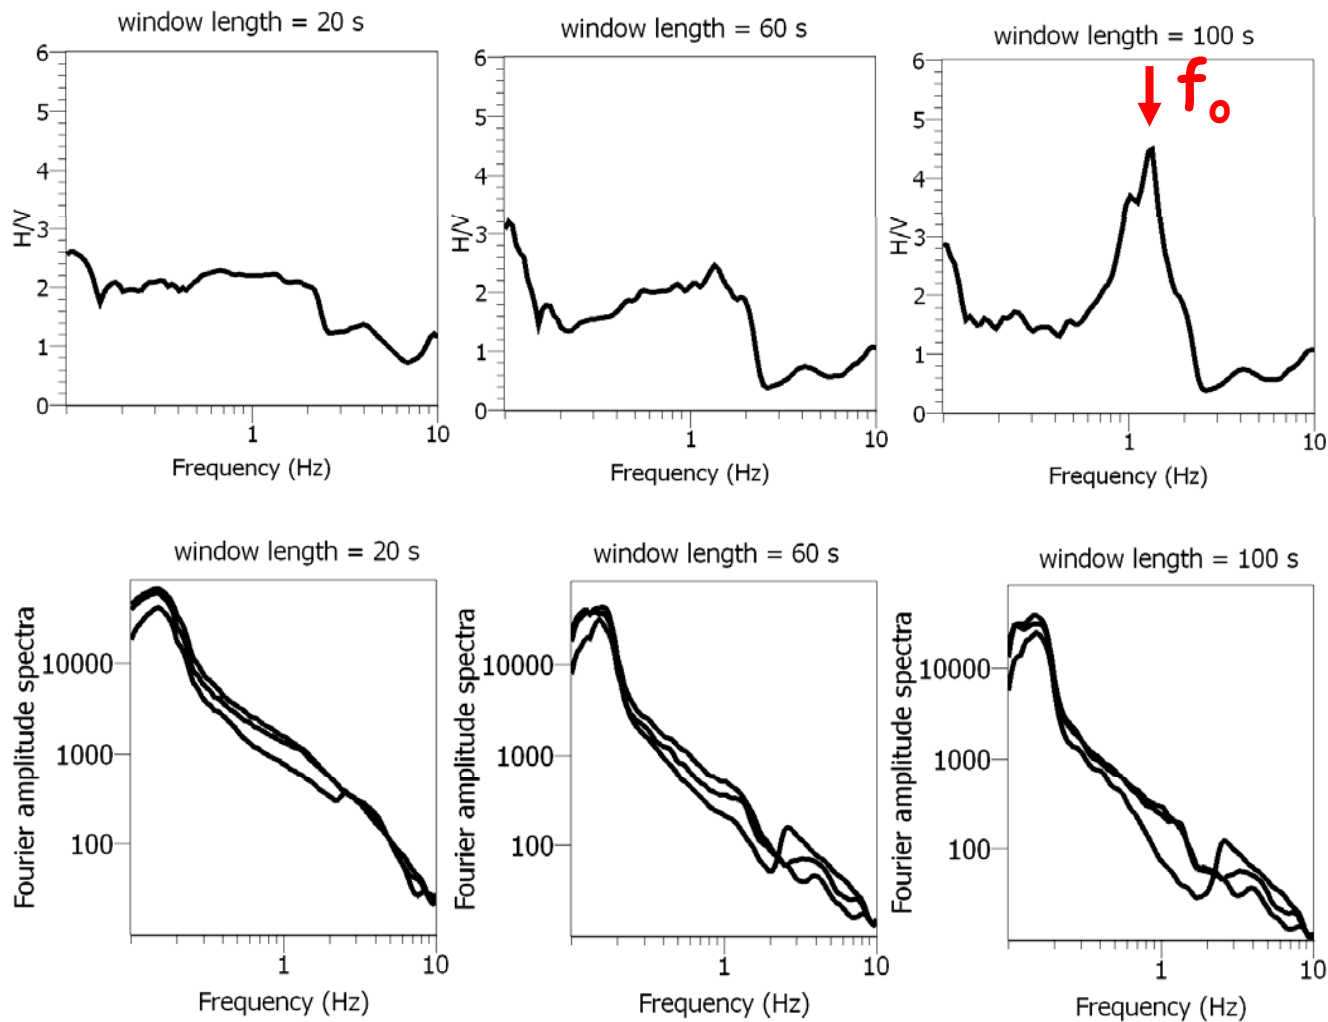 window length = 20 s
6
5
4
3
2
1
0
H/V
1
10
Frequency (Hz)
window length = 60 s
6
5
4
3
2
1
0
H/V
1
10
Frequency (Hz)
window length = 100 s
f₀
6
5
4
3
2
1
0
H/V
1
10
Frequency (Hz)
window length = 20 s
Fourier amplitude spectra
10000
1000
100
1
10
Frequency (Hz)
window length = 60 s
Fourier amplitude spectra
10000
1000
100
1
10
Frequency (Hz)
window length = 100 s
Fourier amplitude spectra
10000
1000
100
1
10
Frequency (Hz)